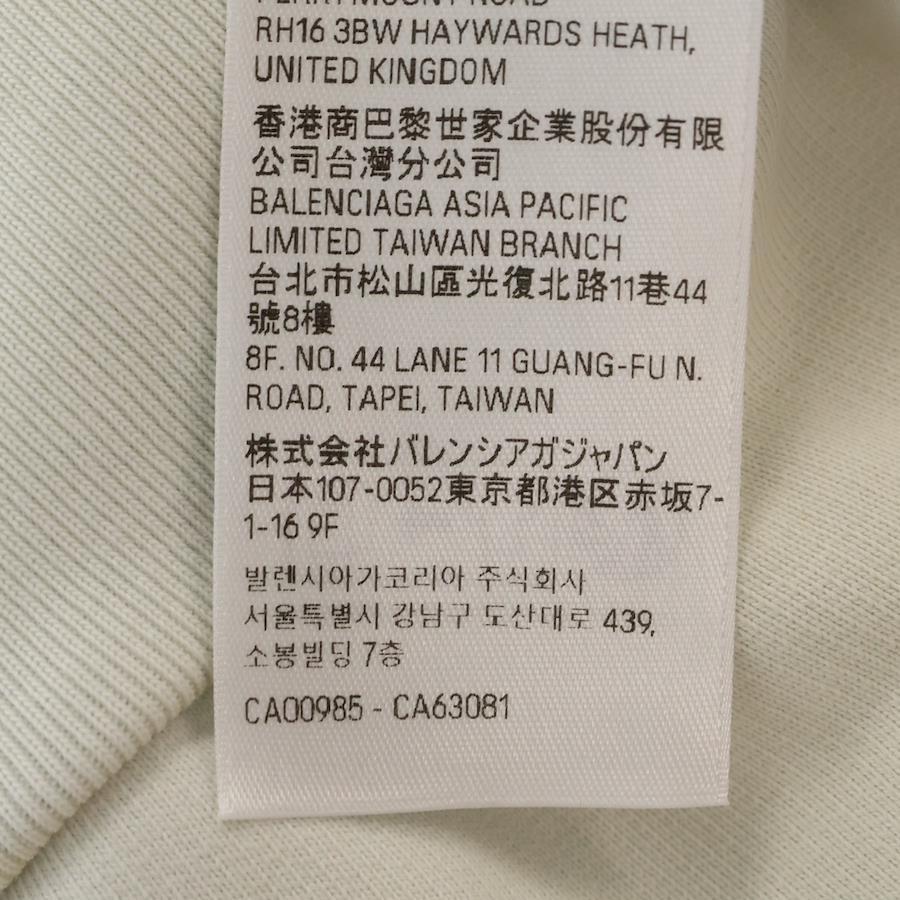 PERRYMOUNT ROAD
RH16 3BW HAYWARDS HEATH,
UNITED KINGDOM
香港商巴黎世家企業股份有限
公司台灣分公司
BALENCIAGA ASIA PACIFIC
LIMITED TAIWAN BRANCH
台北市松山區光復北路11巷44
號8樓
8F. NO. 44 LANE 11 GUANG-FU N.
ROAD, TAPEI, TAIWAN
株式会社バレンシアガジャパン
日本107-0052東京都港区赤坂7-
1-16 9F
발렌시아가코리아 주식회사
서울특별시 강남구 도산대로 439,
소봉빌딩 7층
CA00985 - CA63081